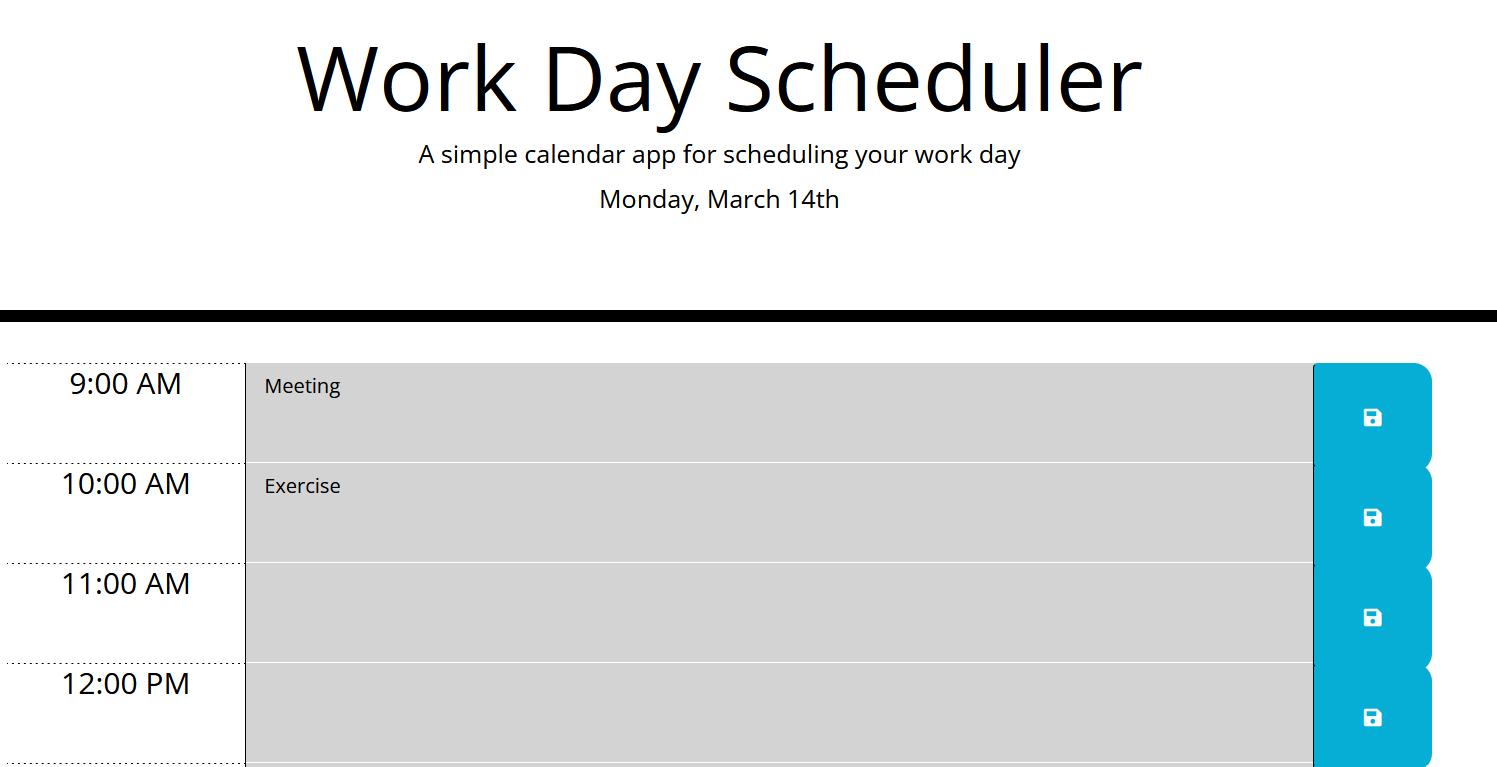 Work Day Scheduler
A simple calendar app for scheduling your work day
Monday, March 14th
9:00 AM Meeting
10:00 AM Exercise
11:00 AM
12:00 PM